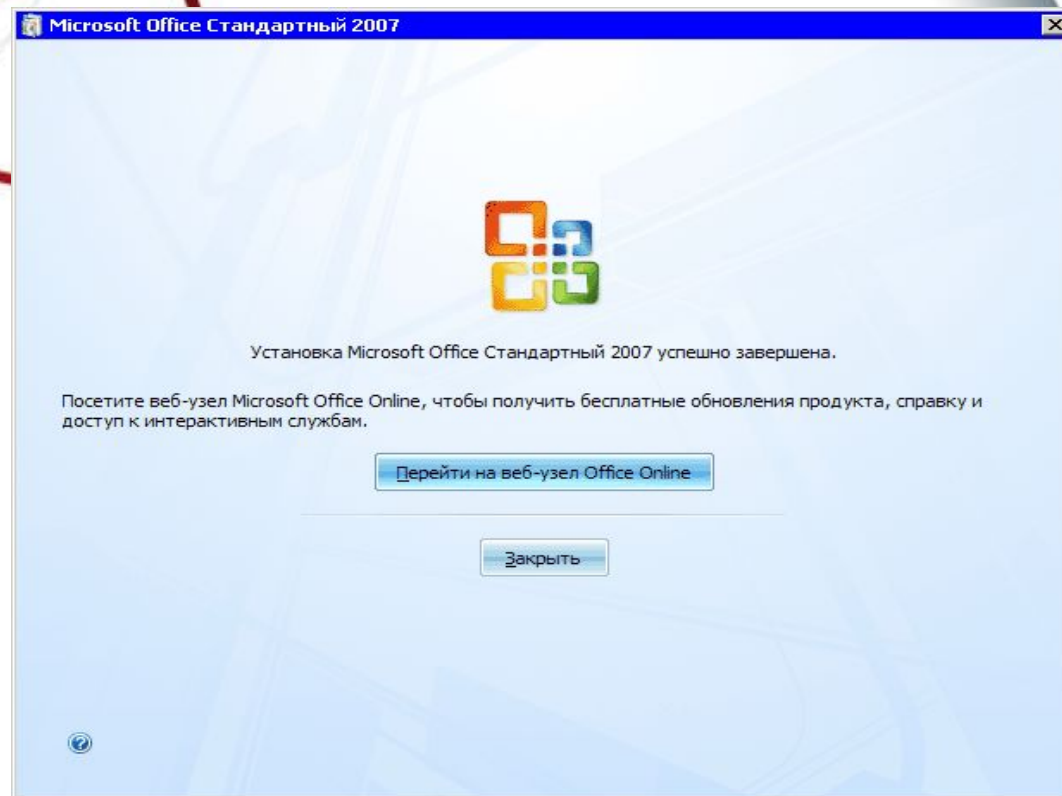 Microsoft Office Стандартный 2007
Установка Microsoft Office Стандартный 2007 успешно завершена.
Посетите веб-узел Microsoft Office Online, чтобы получить бесплатные обновления продукта, справку и
доступ к интерактивным службам.
Перейти на веб-узел Office Online
Закрыть